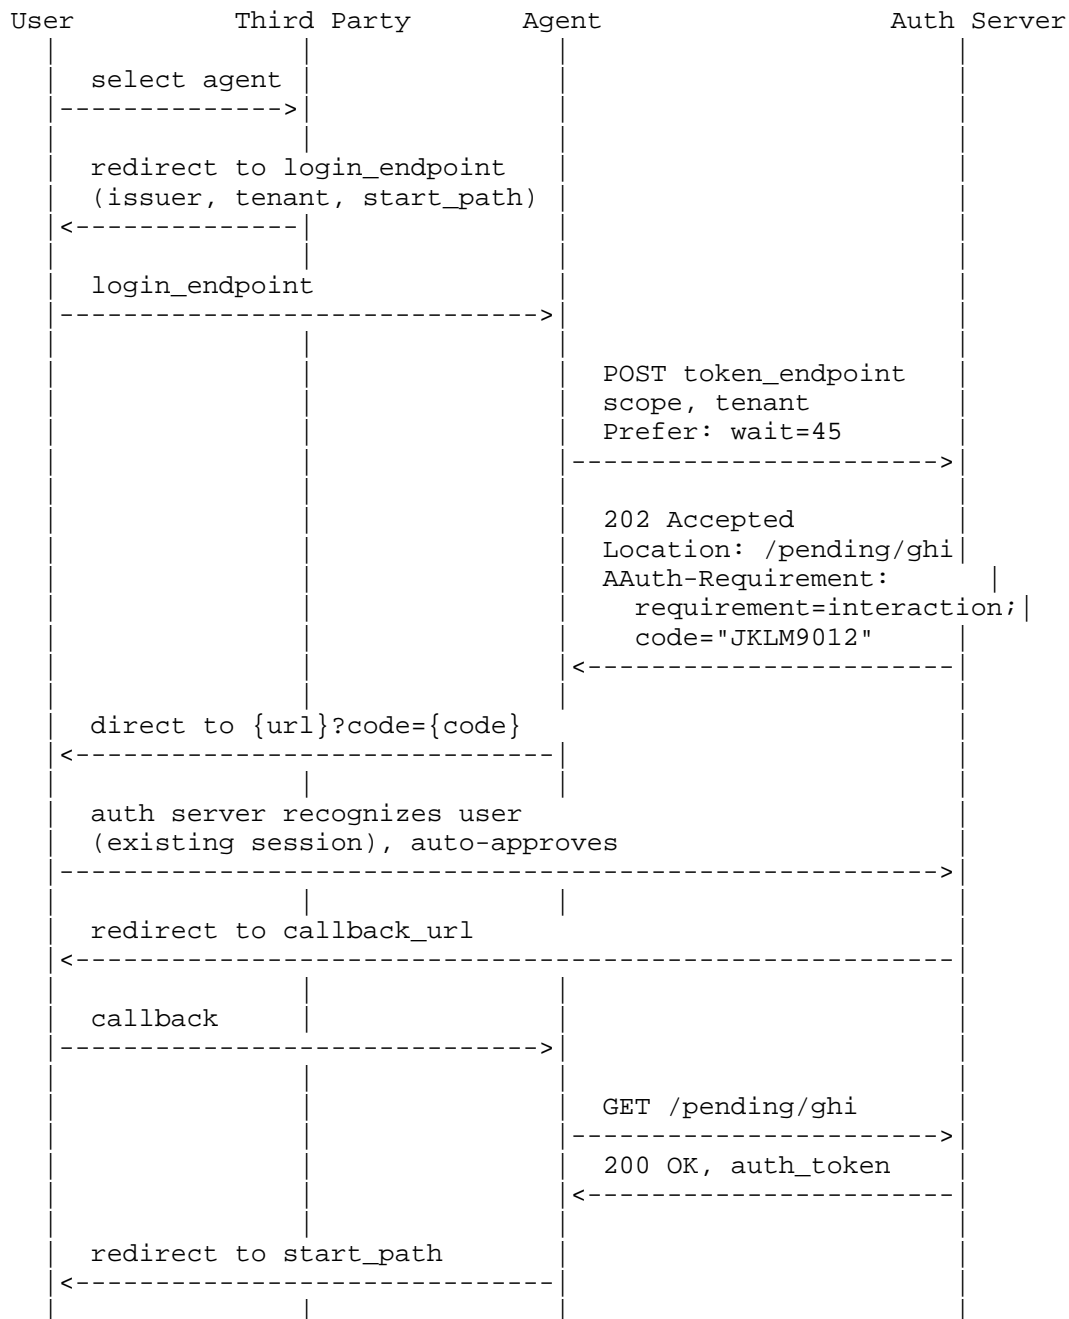 User Third Party Agent Auth Server
select agent
redirect to login_endpoint
(issuer, tenant, start_path)
login_endpoint
POST token_endpoint
scope, tenant
Prefer: wait=45
202 Accepted
Location: /pending/ghi
AAuth-Requirement:
requirement=interaction;
code="JKLM9012"
direct to {url}?code={code}
auth server recognizes user
(existing session), auto-approves
redirect to callback_url
callback
GET /pending/ghi
200 OK, auth_token
redirect to start_path